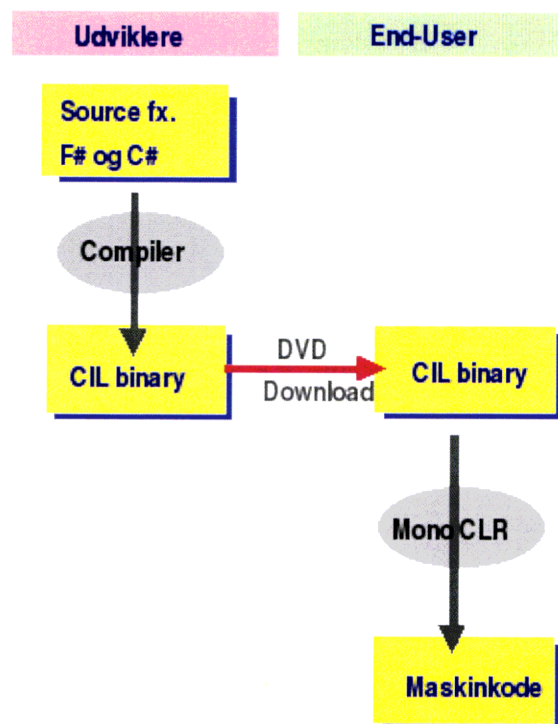 Udviklere
End-User
Source fx.
F# og C#
Compiler
CIL binary
DVD
Download
CIL binary
Mono CLR
Maskinkode